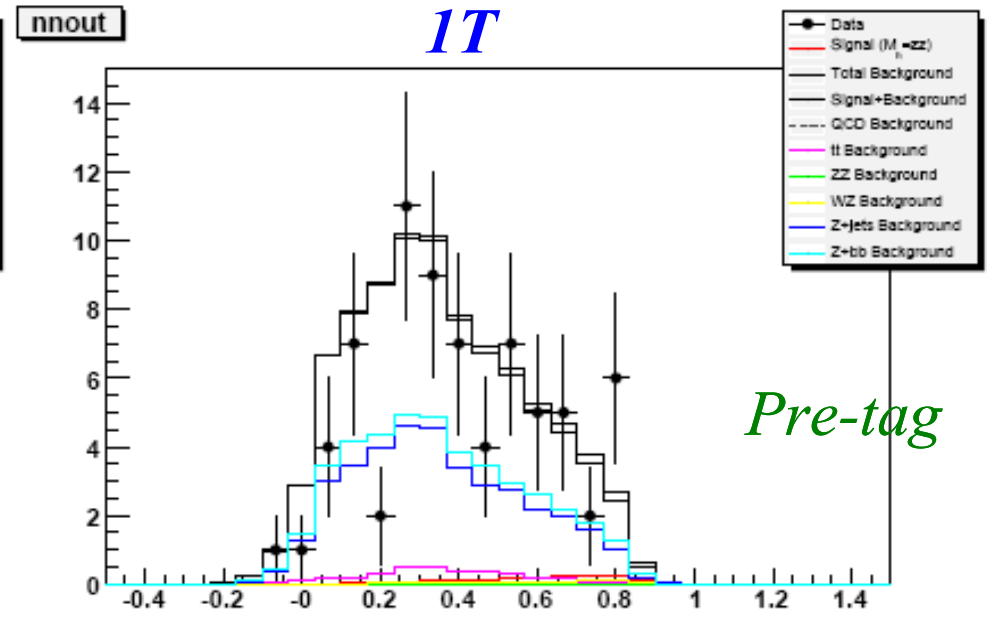 nnout
1T
Data
Signal (M_h=zz)
Total Background
Signal+Background
QCD Background
tt Background
ZZ Background
WZ Background
Z+jets Background
Z+bb Background
14
12
10
8
6
4
2
0
Pre-tag
-0.4 -0.2 -0 0.2 0.4 0.6 0.8 1 1.2 1.4